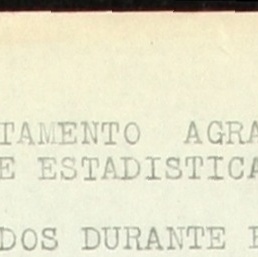 TAMENTO AGRA
E ESTADISTICA
DOS DURANTE E